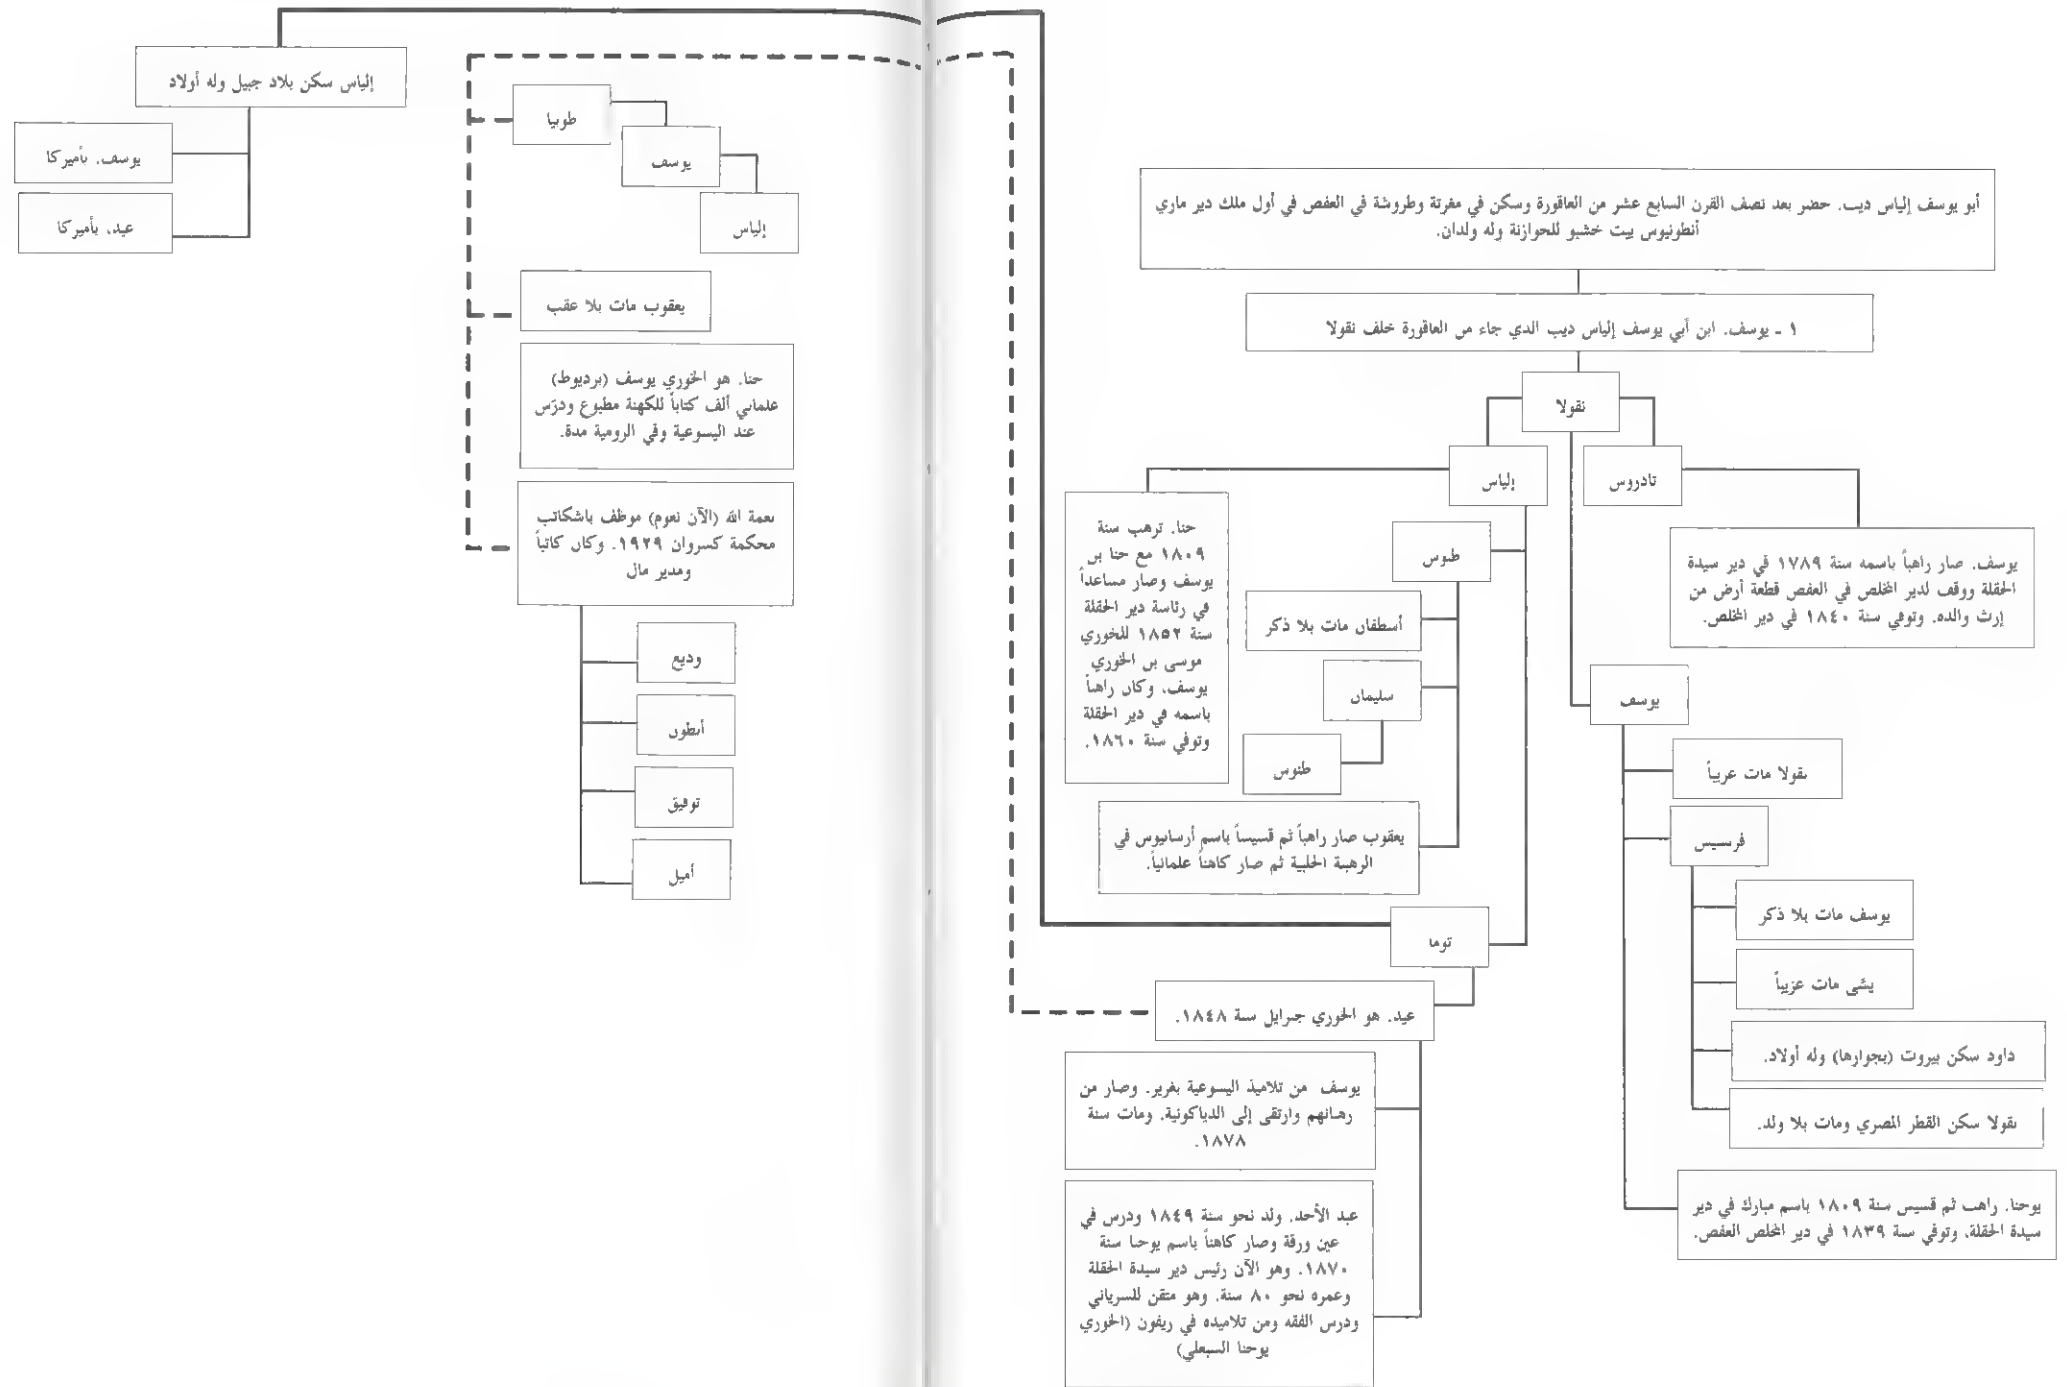 أبو يوسف إلياس ديب. حضر بعد نصف القرن السابع عشر من العاقورة وسكن في مغرتة وطروشة في العفص في أول ملك دير ماري
أنطونيوس بيت خشبو للحوازنة وله ولدان.
١ ـ يوسف. ابن أبي يوسف إلياس ديب الذي جاء من العاقورة خلف نقولا
نقولا
تادروس
يوسف. صار راهباً باسمه سنة ١٧٨٩ في دير سيدة
الحقلة ووقف لدير المخلص في العفص قطعة أرض من
إرث والده. وتوفي سنة ١٨٤٠ في دير المخلص.
يوسف
نقولا مات عزيباً
فرنسيس
يوسف مات بلا ذكر
يشي مات عزيباً
داود سكن بيروت (بجوارها) وله أولاد.
نقولا سكن القطر المصري ومات بلا ولد.
يوحنا. راهب ثم قسيس سنة ١٨٠٩ باسم مبارك في دير
سيدة الحقلة، وتوفي سنة ١٨٣٩ في دير المخلص العفص.
إلياس
حنا. ترهب سنة
١٨٠٩ مع حنا بن
يوسف وصار مساعداً
في رئاسة دير الحقلة
سنة ١٨٥٢ للخوري
موسى بن الخوري
يوسف، وكان راهباً
باسمه في دير الحقلة
وتوفي سنة ١٨٦٠.
طنوس
أسطفان مات بلا ذكر
سليمان
طنوس
يعقوب صار راهباً ثم قسيساً باسم أرسانيوس في
الرهبنة الحلبية ثم صار كاهناً علمانياً.
توما
عيد. هو الخوري جبرايل سنة ١٨٤٨.
يوسف من تلاميذ اليسوعية بغزير. وصار من
رهبانهم وارتقى إلى الدياكونية. ومات سنة
١٨٧٨.
عبد الأحد. ولد نحو سنة ١٨٤٩ ودرس في
عين ورقة وصار كاهناً باسم يوحنا سنة
١٨٧٠. وهو الآن رئيس دير سيدة الحقلة
وعمره نحو ٨٠ سنة. وهو متقن للسرياني
ودرس الفقه ومن تلاميذه في ريفون (الخوري
يوحنا السبعلي)
طوبيا
يوسف
إلياس
يعقوب مات بلا عقب
حنا. هو الخوري يوسف (برديوط)
علماني ألف كتاباً للكهنة مطبوع ودرّس
عند اليسوعية وفي الرومية مدة.
نعمة الله (الآن نعوم) موظف باشكاتب
محكمة كسروان ١٩٢٩. وكان كاتباً
ومدير مال
وديع
أنطون
توفيق
أميل
إلياس سكن بلاد جبيل وله أولاد
يوسف. بأميركا
عيد، بأميركا